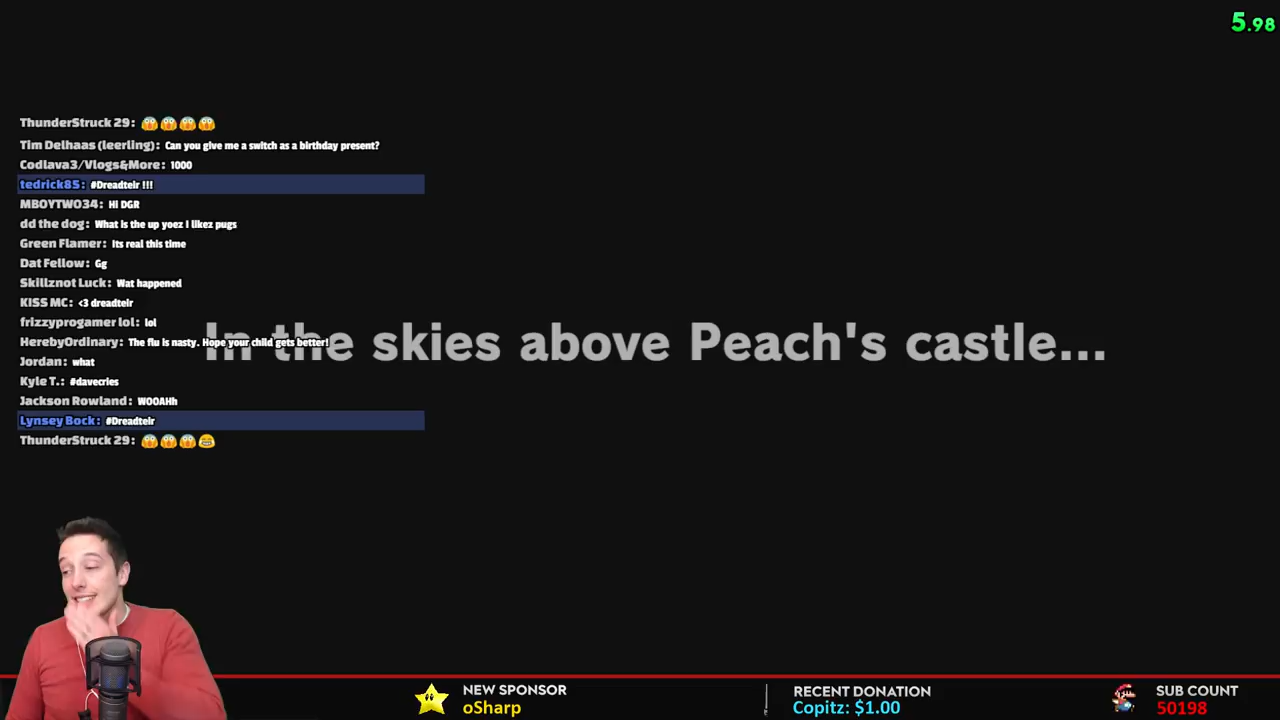 5.98
ThunderStruck 29: 😱😱😱😱
Tim Delhaas (leerling): Can you give me a switch as a birthday present?
Codlava3/Vlogs&More: 1000
tedrick85: #Dreadteir !!!
MBOYTWO34: Hi DGR
dd the dog: What is the up yoez I likez pugs
Green Flamer: Its real this time
Dat Fellow: Gg
Skillznot Luck: Wat happened
KISS MC: <3 dreadteir
frizzyprogamer lol: lol
HerebyOrdinary: The flu is nasty. Hope your child gets better!
In the skies above Peach's castle...
Jordan: what
Kyle T.: #davecries
Jackson Rowland: WOOAHh
Lynsey Bock: #Dreadteir
ThunderStruck 29: 😱😱😱😂
NEW SPONSOR
oSharp
RECENT DONATION
Copitz: $1.00
SUB COUNT
50198